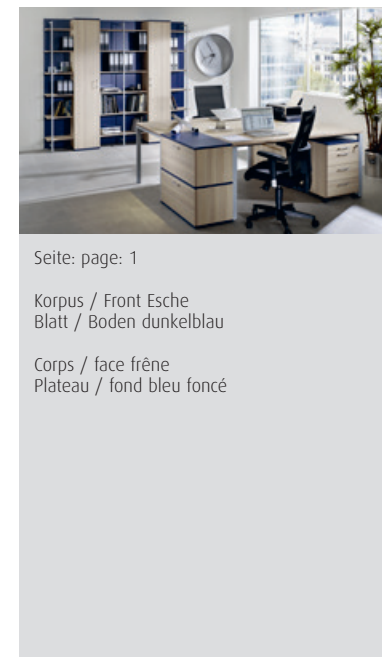 Seite: page: 1
Korpus / Front Esche
Blatt / Boden dunkelblau
Corps / face frêne
Plateau / fond bleu foncé